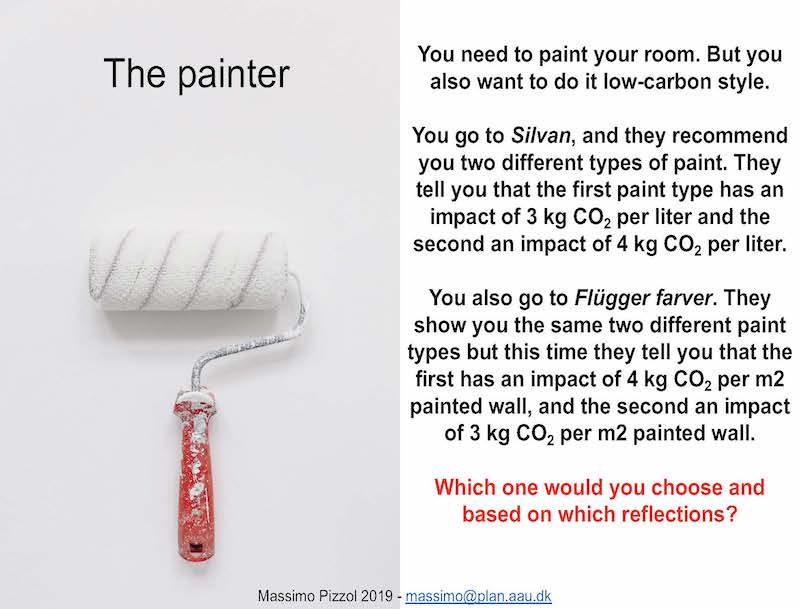 The painter
You need to paint your room. But you
also want to do it low-carbon style.
You go to Silvan, and they recommend
you two different types of paint. They
tell you that the first paint type has an
impact of 3 kg CO₂ per liter and the
second an impact of 4 kg CO₂ per liter.
You also go to Flügger farver. They
show you the same two different paint
types but this time they tell you that the
first has an impact of 4 kg CO₂ per m2
painted wall, and the second an impact
of 3 kg CO₂ per m2 painted wall.
Which one would you choose and
based on which reflections?
Massimo Pizzol 2019 - massimo@plan.aau.dk